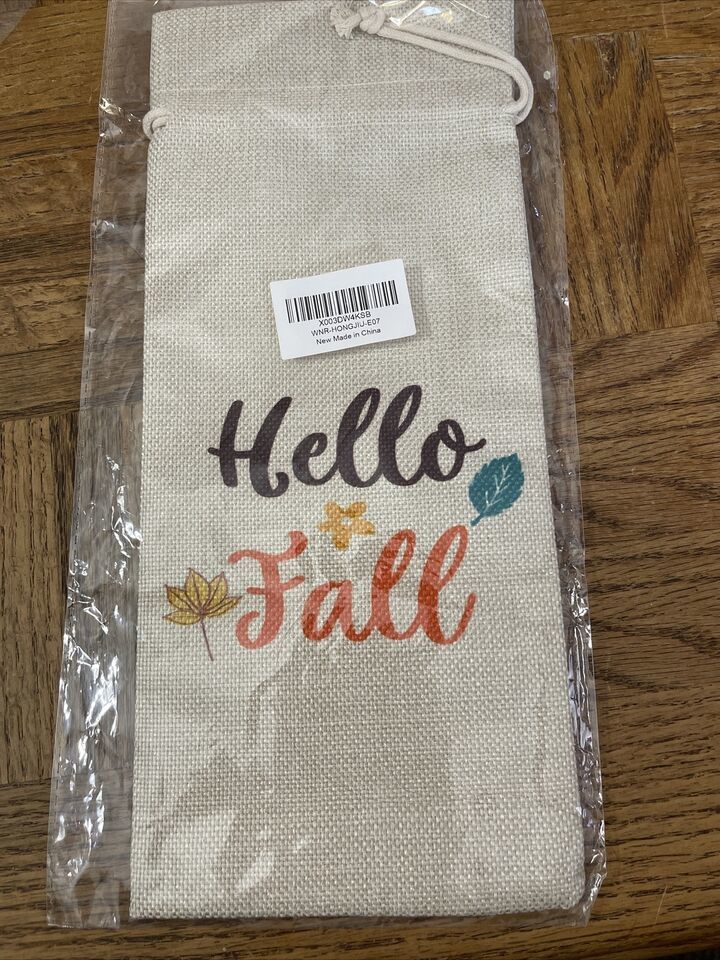 X003DW4KSB
WNR-HONGJIU-E07
New Made in China
Hello
Fall